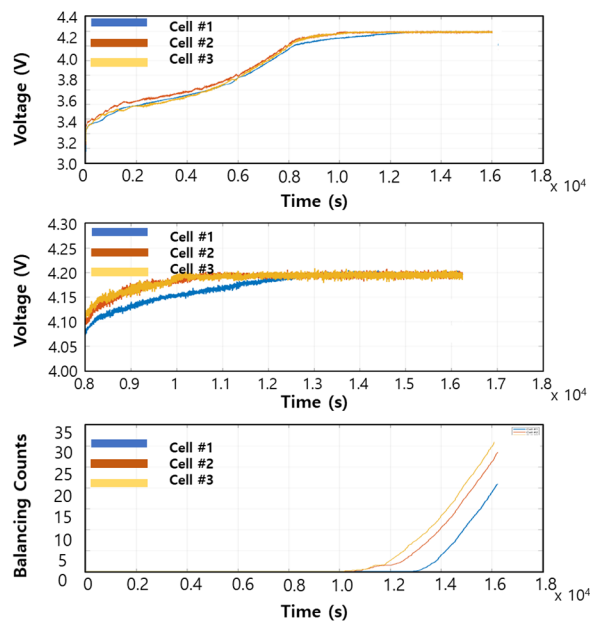 4.4
4.2
4.0
3.8
3.6
3.4
3.2
3.0
Voltage (V)
Cell #1
Cell #2
Cell #3
0 0.2 0.4 0.6 0.8 1.0 1.2 1.4 1.6 1.8
x 10⁴
Time (s)
4.30
4.25
4.20
4.15
4.10
4.05
4.00
Voltage (V)
Cell #1
Cell #2
Cell #3
0.8 0.9 1 1.1 1.2 1.3 1.4 1.5 1.6 1.7 1.8
x 10⁴
Time (s)
35
30
25
20
15
10
5
0
Balancing Counts
Cell #1
Cell #2
Cell #3
0 0.2 0.4 0.6 0.8 1.0 1.2 1.4 1.6 1.8
x 10⁴
Time (s)